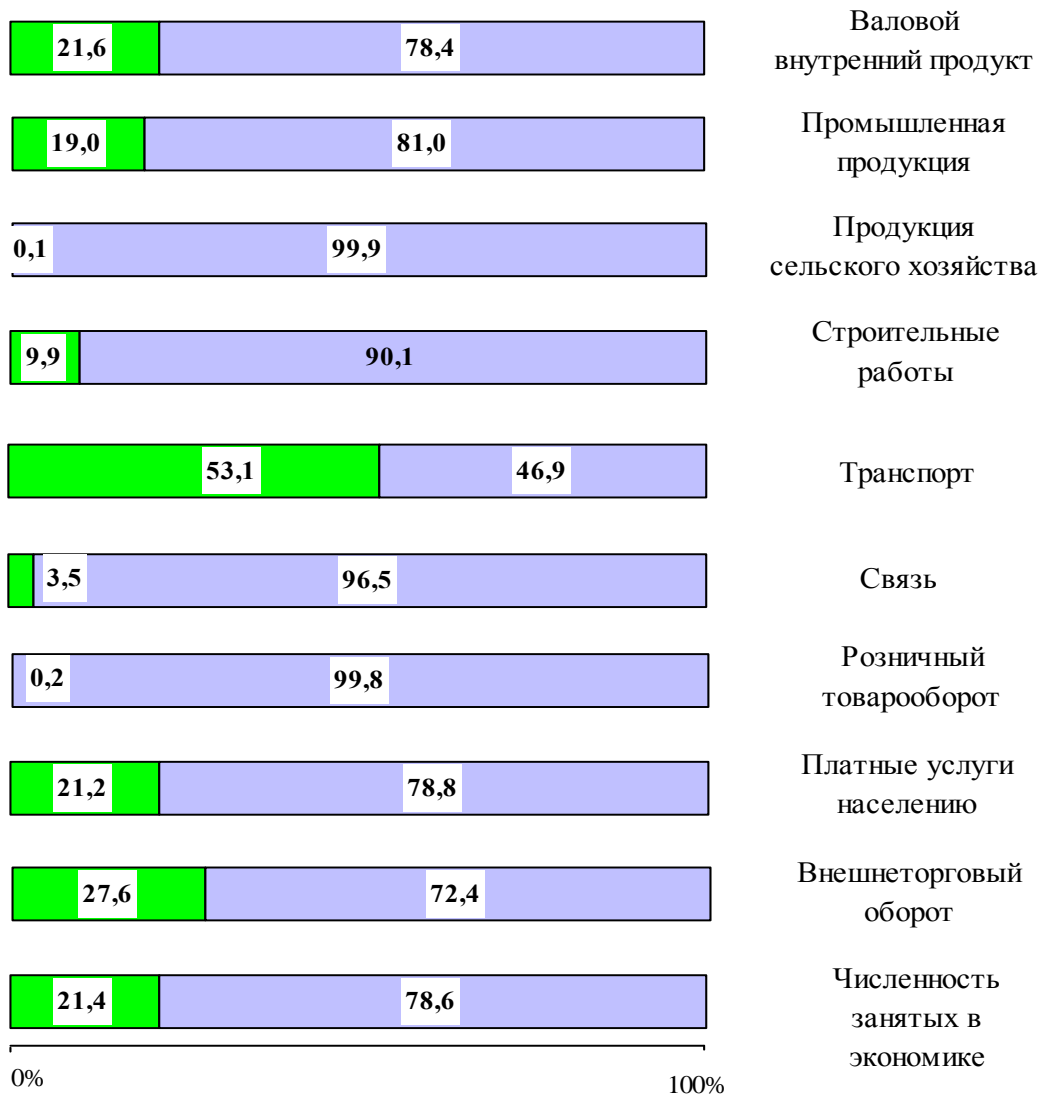 21,6 78,4 Валовой
внутренний продукт
19,0 81,0 Промышленная
продукция
0,1 99,9 Продукция
сельского хозяйства
9,9 90,1 Строительные
работы
53,1 46,9 Транспорт
3,5 96,5 Связь
0,2 99,8 Розничный
товарооборот
21,2 78,8 Платные услуги
населению
27,6 72,4 Внешнеторговый
оборот
21,4 78,6 Численность
занятых в
экономике
0% 100%